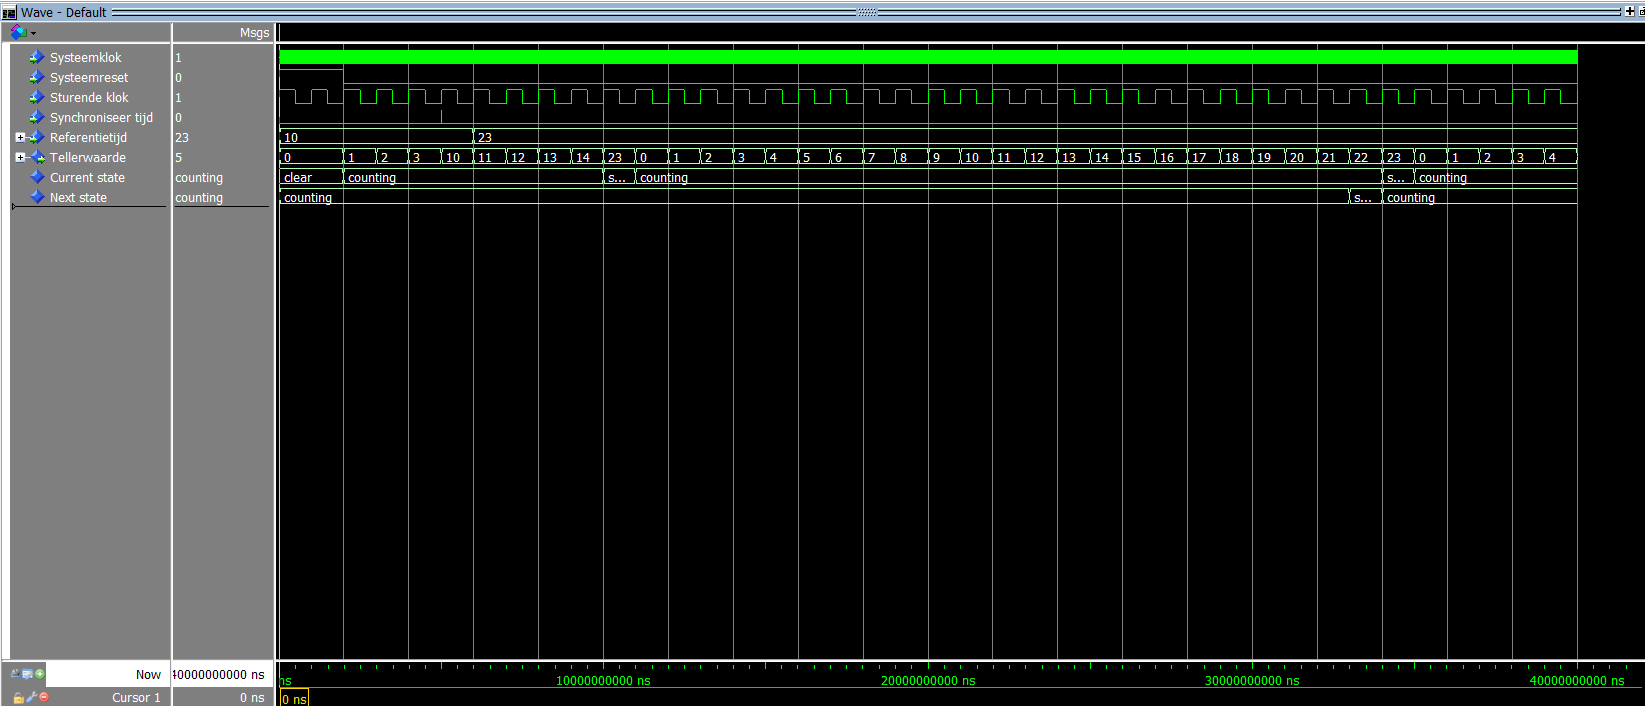 Wave - Default
Msgs
Systeemklok 1
Systeemreset 0
Sturende klok 1
Synchroniseer tijd 0
Referentietijd 23 10 23
Tellerwaarde 5 0 1 2 3 10 11 12 13 14 23 0 1 2 3 4 5 6 7 8 9 10 11 12 13 14 15 16 17 18 19 20 21 22 23 0 1 2 3 4
Current state counting clear counting s... counting s... counting
Next state counting counting s... counting
Now 40000000000 ns ns 10000000000 ns 20000000000 ns 30000000000 ns 40000000000 ns
Cursor 1 0 ns 0 ns